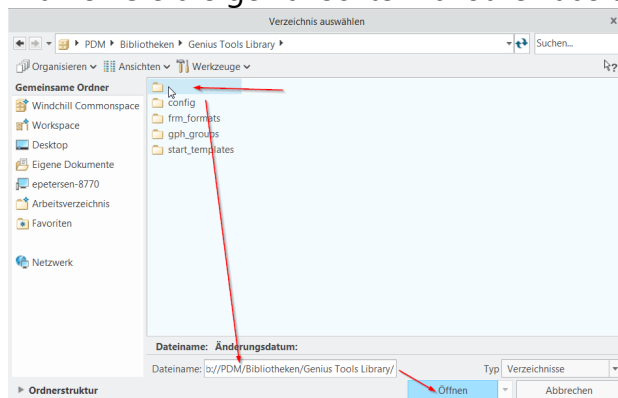 Verzeichnis auswählen
PDM Bibliotheken Genius Tools Library
Suchen...
Organisieren Ansichten Werkzeuge
Gemeinsame Ordner
Windchill Commonspace
Workspace
Desktop
Eigene Dokumente
epetersen-8770
Arbeitsverzeichnis
Favoriten
Netzwerk
config
frm_formats
gph_groups
start_templates
Dateiname: Änderungsdatum:
Dateiname: ɔ://PDM/Bibliotheken/Genius Tools Library/
Typ Verzeichnisse
Ordnerstruktur
Öffnen
Abbrechen